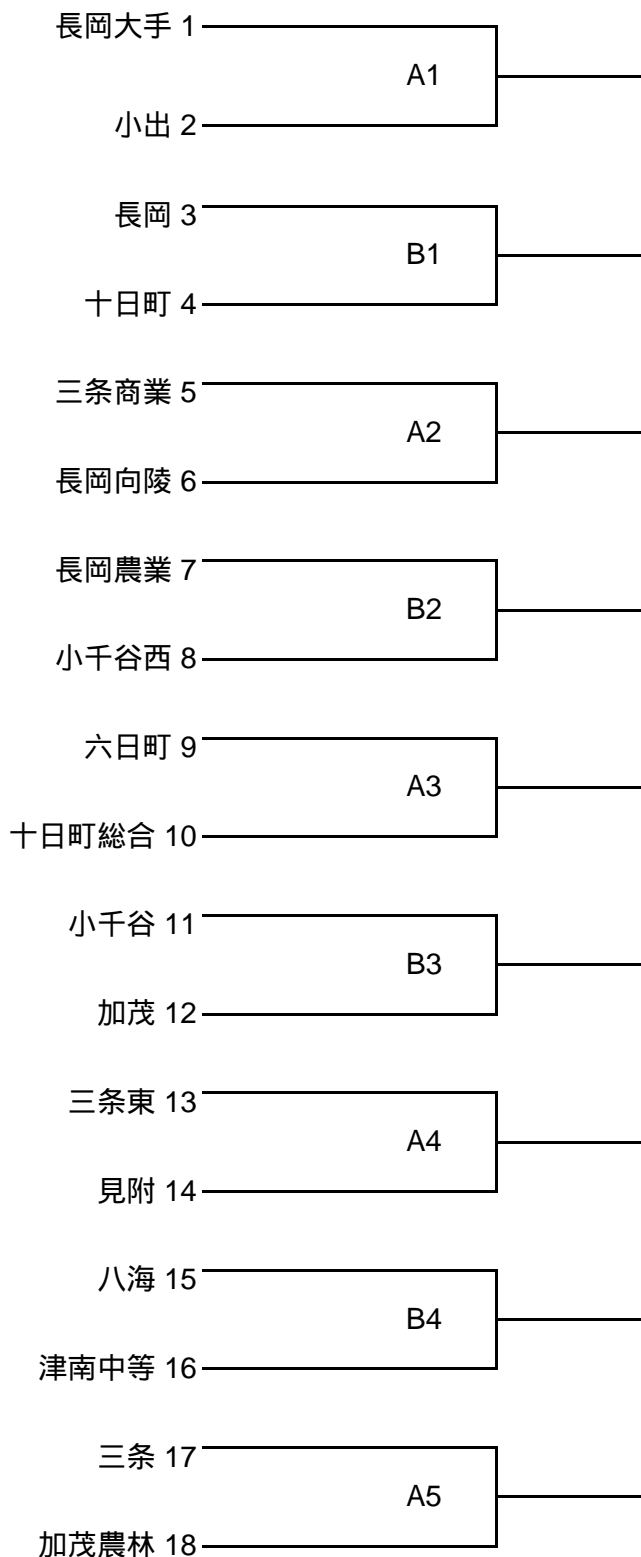 長岡大手 1
A1
小出 2
長岡 3
B1
十日町 4
三条商業 5
A2
長岡向陵 6
長岡農業 7
B2
小千谷西 8
六日町 9
A3
十日町総合 10
小千谷 11
B3
加茂 12
三条東 13
A4
見附 14
八海 15
B4
津南中等 16
三条 17
A5
加茂農林 18